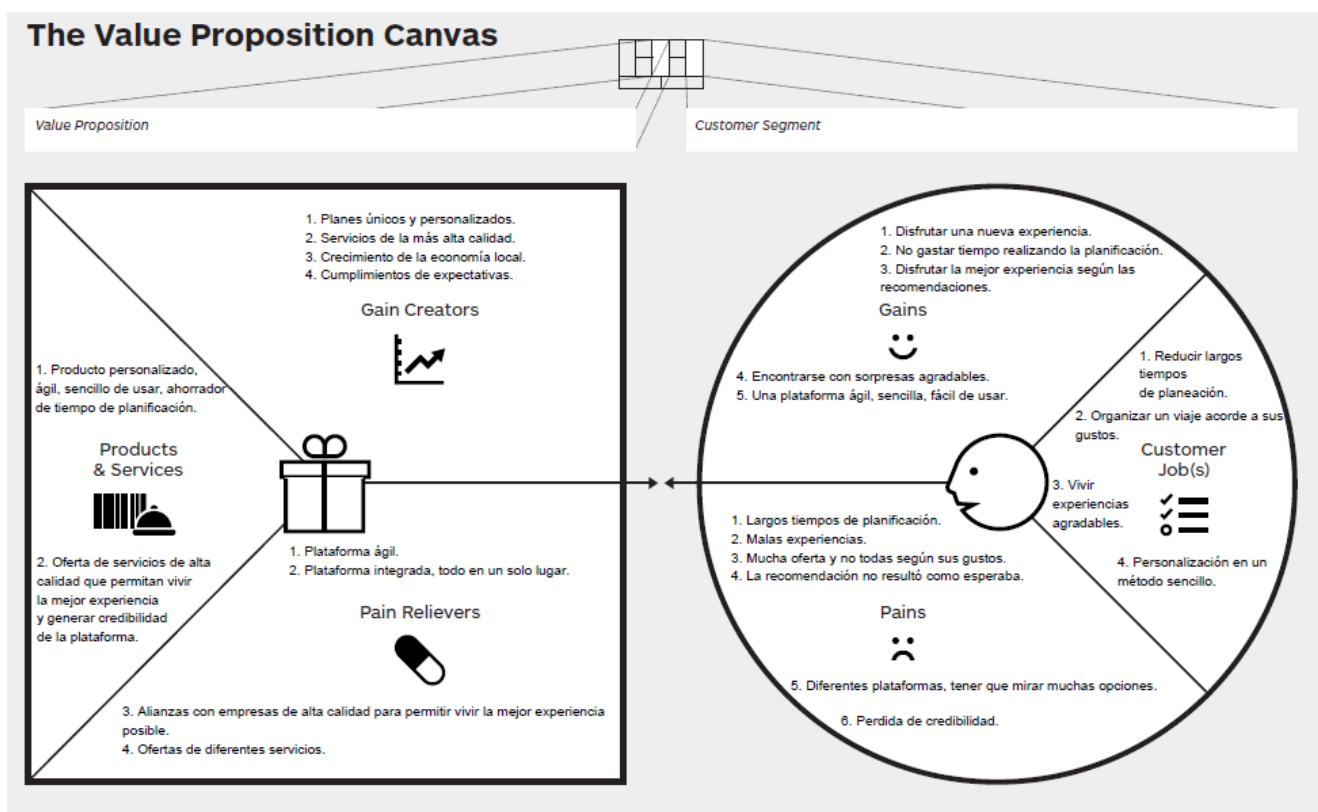 The Value Proposition Canvas
Value Proposition
Customer Segment
1. Planes únicos y personalizados.
2. Servicios de la más alta calidad.
3. Crecimiento de la economía local.
4. Cumplimientos de expectativas.
Gain Creators
1. Producto personalizado,
ágil, sencillo de usar, ahorrador
de tiempo de planificación.
Products
& Services
2. Oferta de servicios de alta
calidad que permitan vivir
la mejor experiencia
y generar credibilidad
de la plataforma.
1. Plataforma ágil.
2. Plataforma integrada, todo en un solo lugar.
Pain Relievers
3. Alianzas con empresas de alta calidad para permitir vivir la mejor experiencia
posible.
4. Ofertas de diferentes servicios.
1. Disfrutar una nueva experiencia.
2. No gastar tiempo realizando la planificación.
3. Disfrutar la mejor experiencia según las
recomendaciones.
Gains
4. Encontrarse con sorpresas agradables.
5. Una plataforma ágil, sencilla, fácil de usar.
1. Reducir largos
tiempos
de planeación.
2. Organizar un viaje acorde a sus
gustos.
Customer
Job(s)
3. Vivir
experiencias
agradables.
4. Personalización en un
método sencillo.
1. Largos tiempos de planificación.
2. Malas experiencias.
3. Mucha oferta y no todas según sus gustos.
4. La recomendación no resultó como esperaba.
Pains
5. Diferentes plataformas, tener que mirar muchas opciones.
6. Perdida de credibilidad.